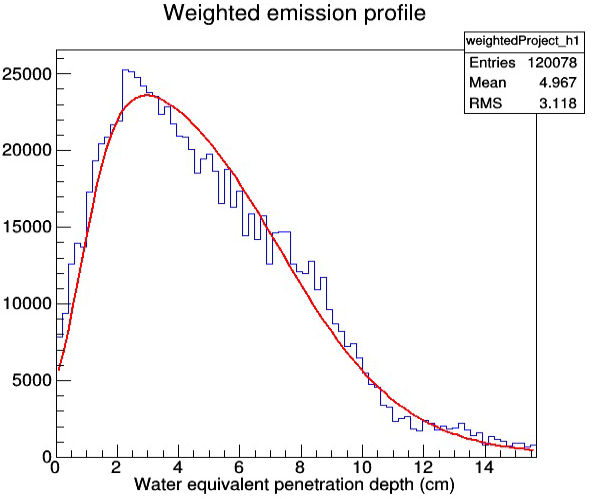 Weighted emission profile
weightedProject_h1
Entries 120078
Mean 4.967
RMS 3.118
25000
20000
15000
10000
5000
0
0 2 4 6 8 10 12 14
Water equivalent penetration depth (cm)